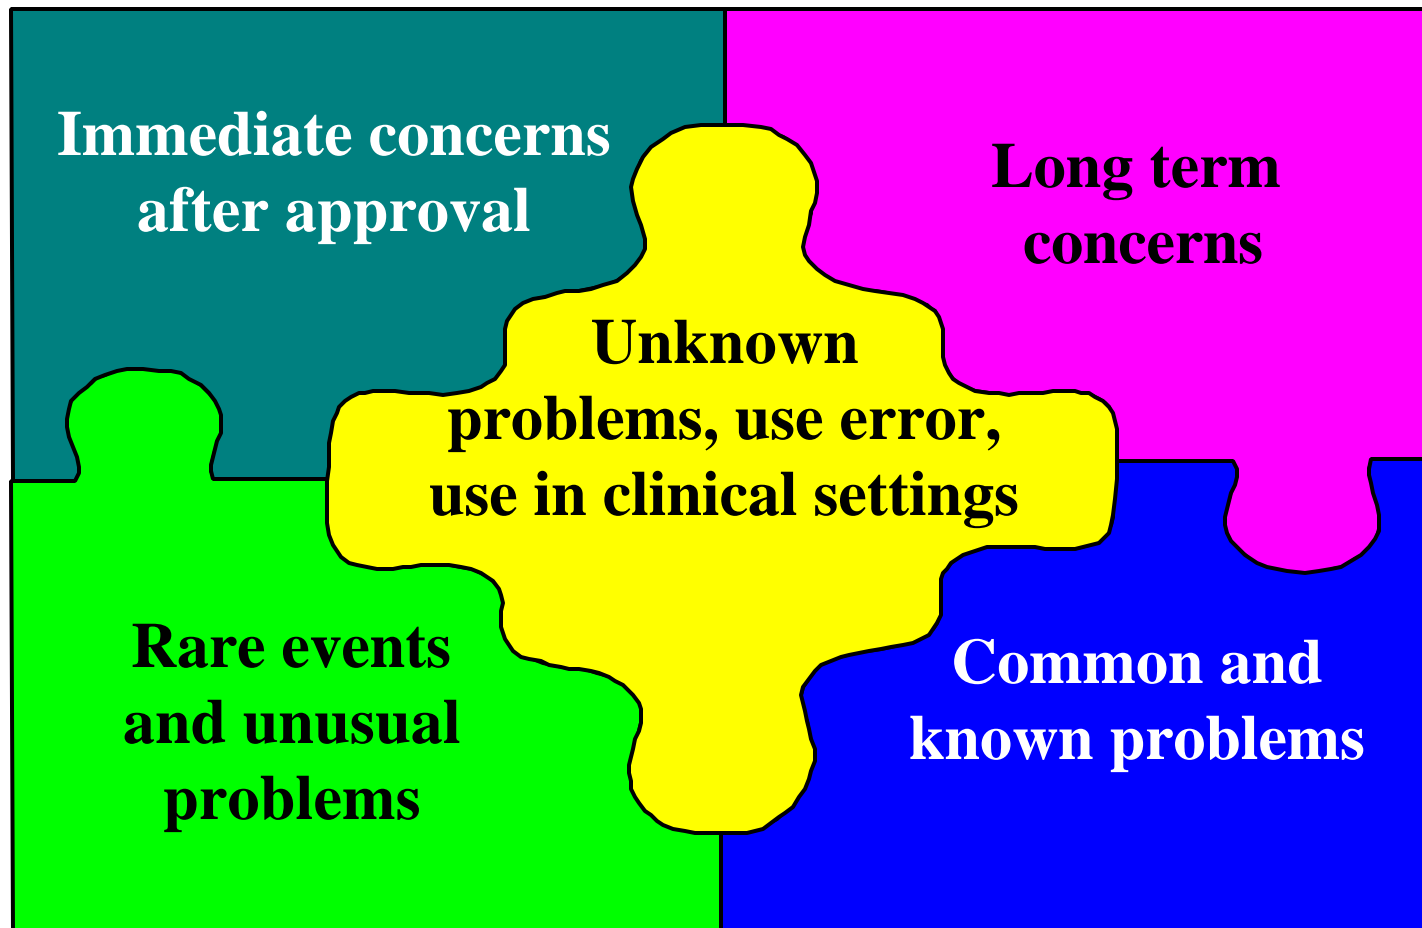 Immediate concerns
after approval
Long term
concerns
Unknown
problems, use error,
use in clinical settings
Rare events
and unusual
problems
Common and
known problems